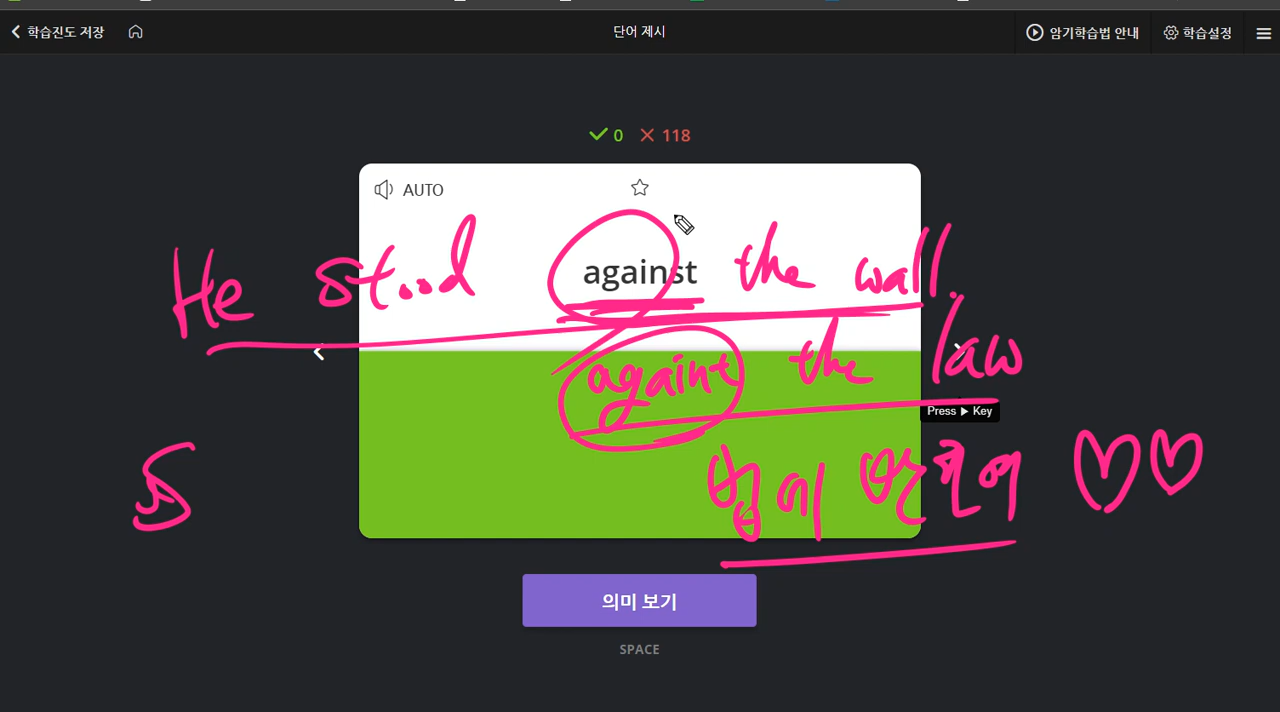 학습진도 저장
단어 제시
암기학습법 안내
학습설정
0 118
AUTO
He stood against the wall.
againt the law
Press ▶ Key
법에 반하여 ♡♡
의미 보기
SPACE